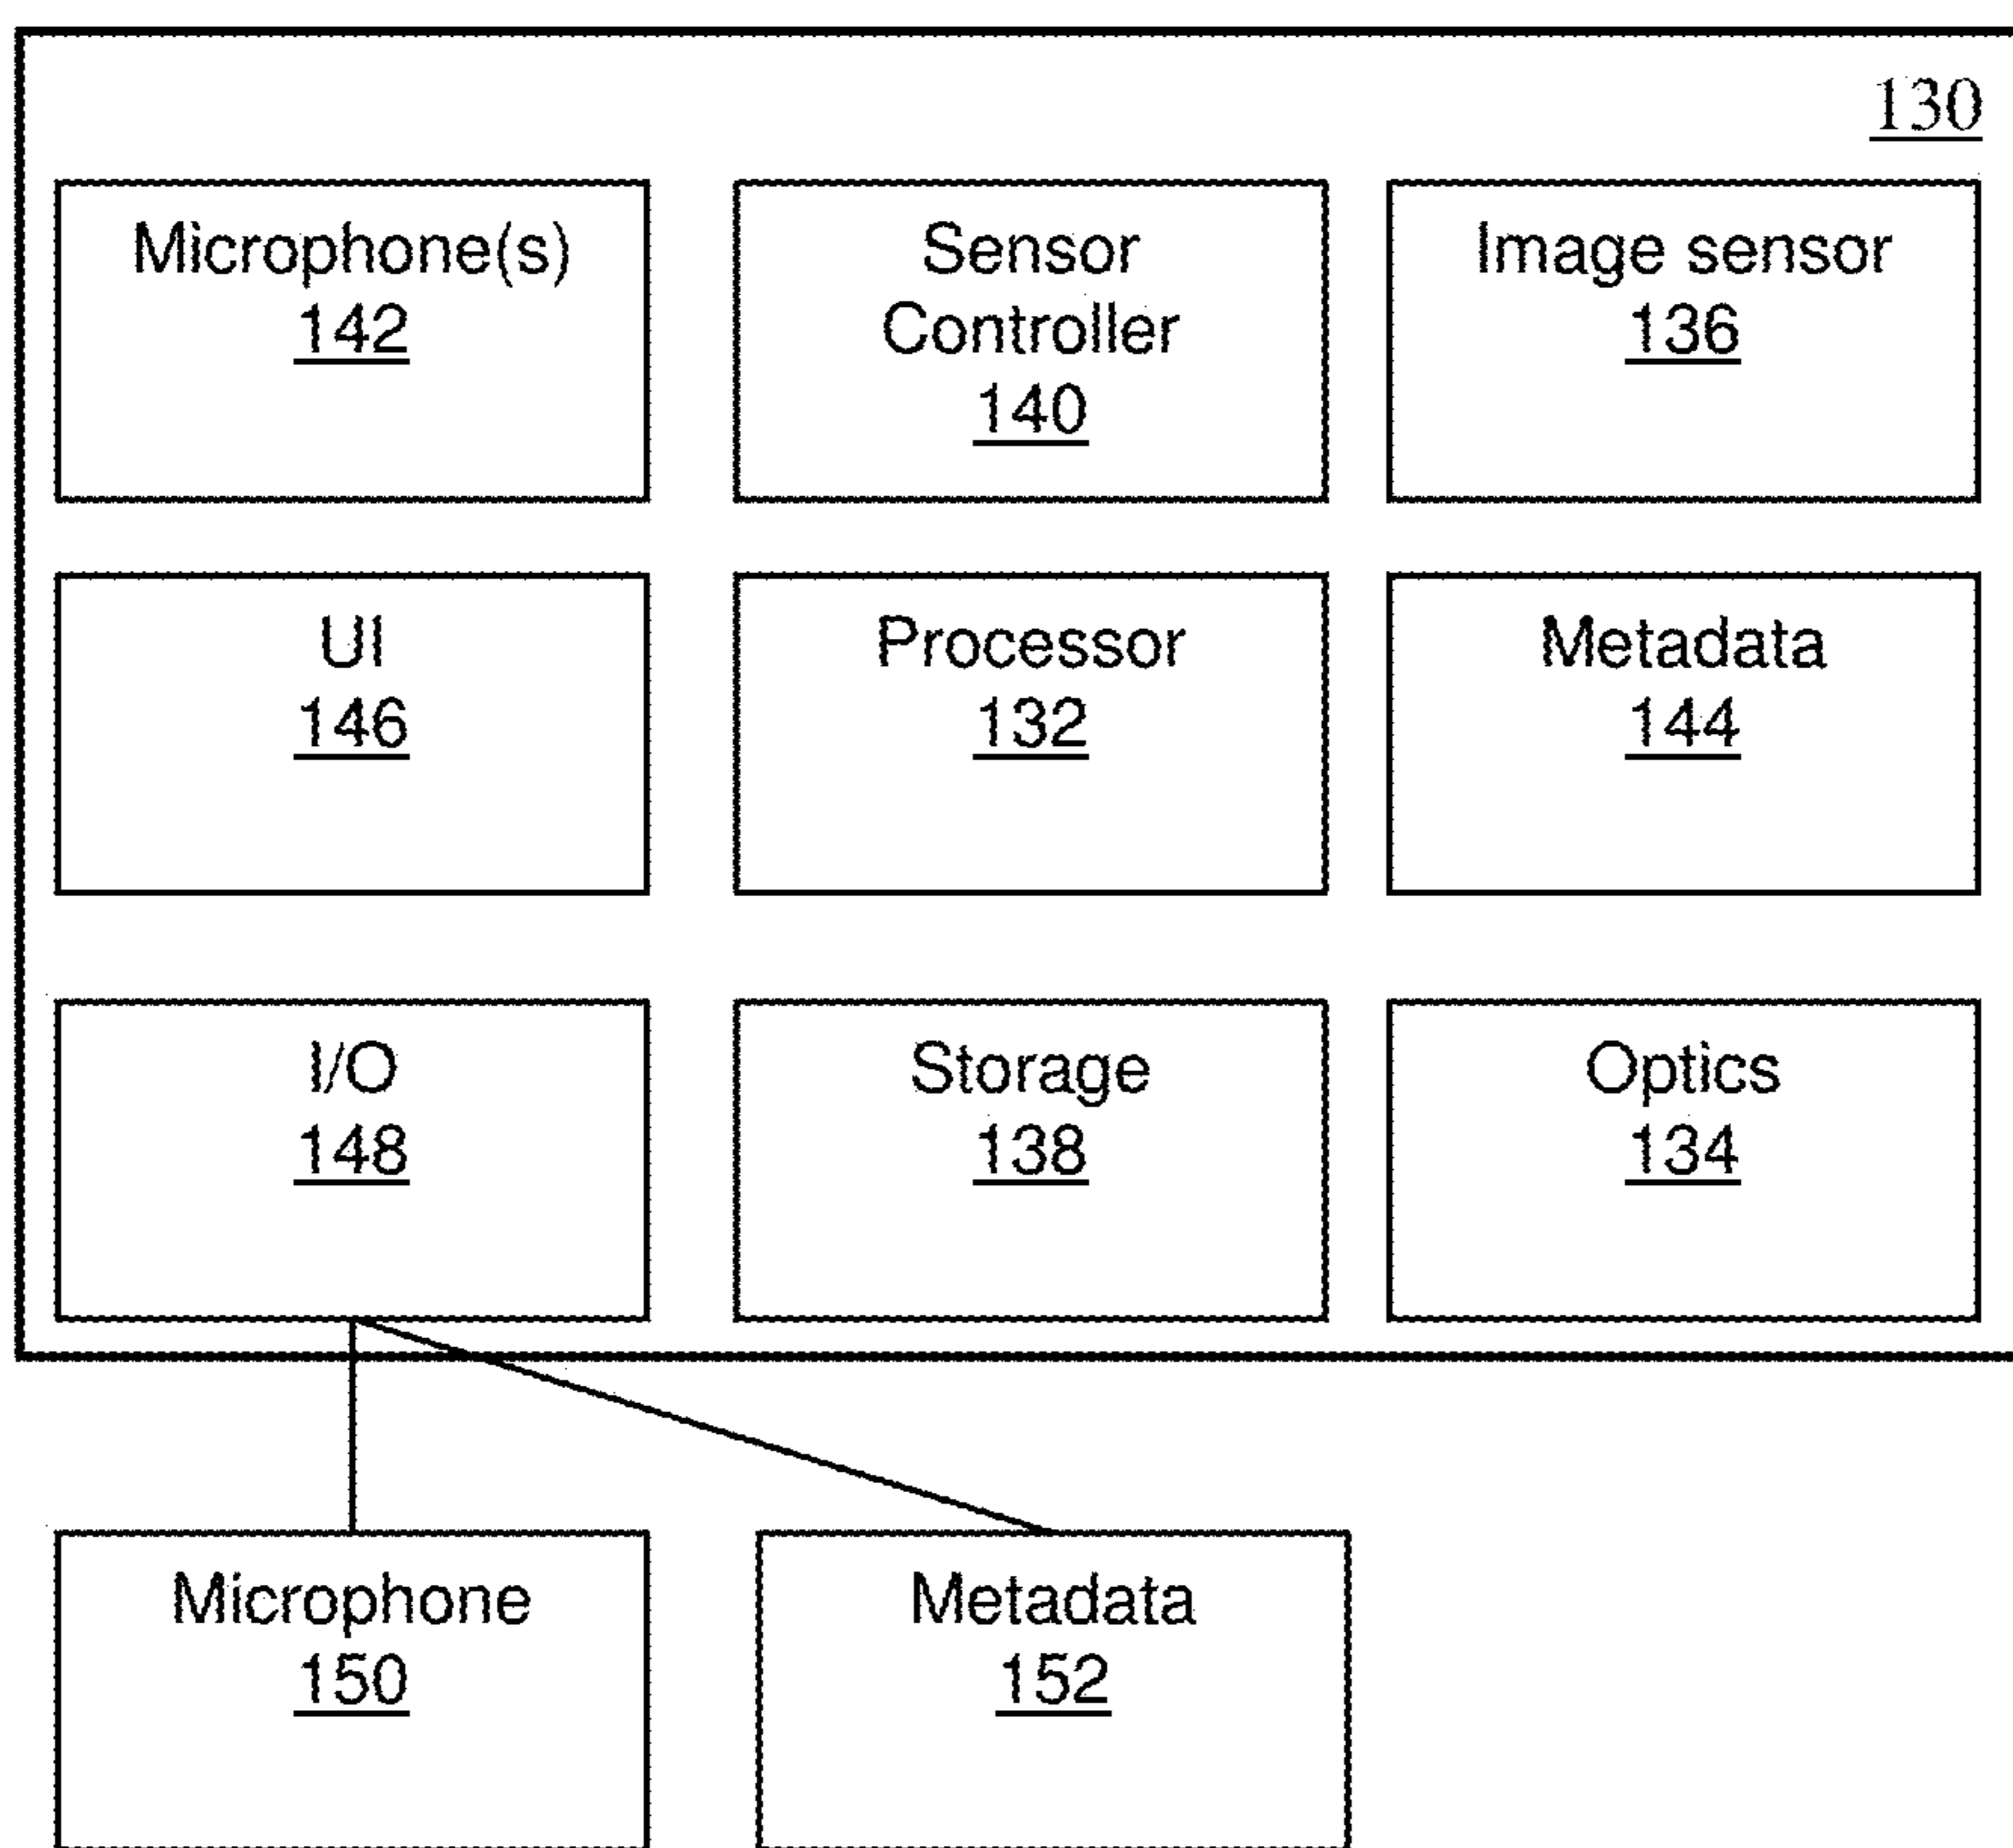 130
Microphone(s)
142
Sensor
Controller
140
Image sensor
136
UI
146
Processor
132
Metadata
144
I/O
148
Storage
138
Optics
134
Microphone
150
Metadata
152